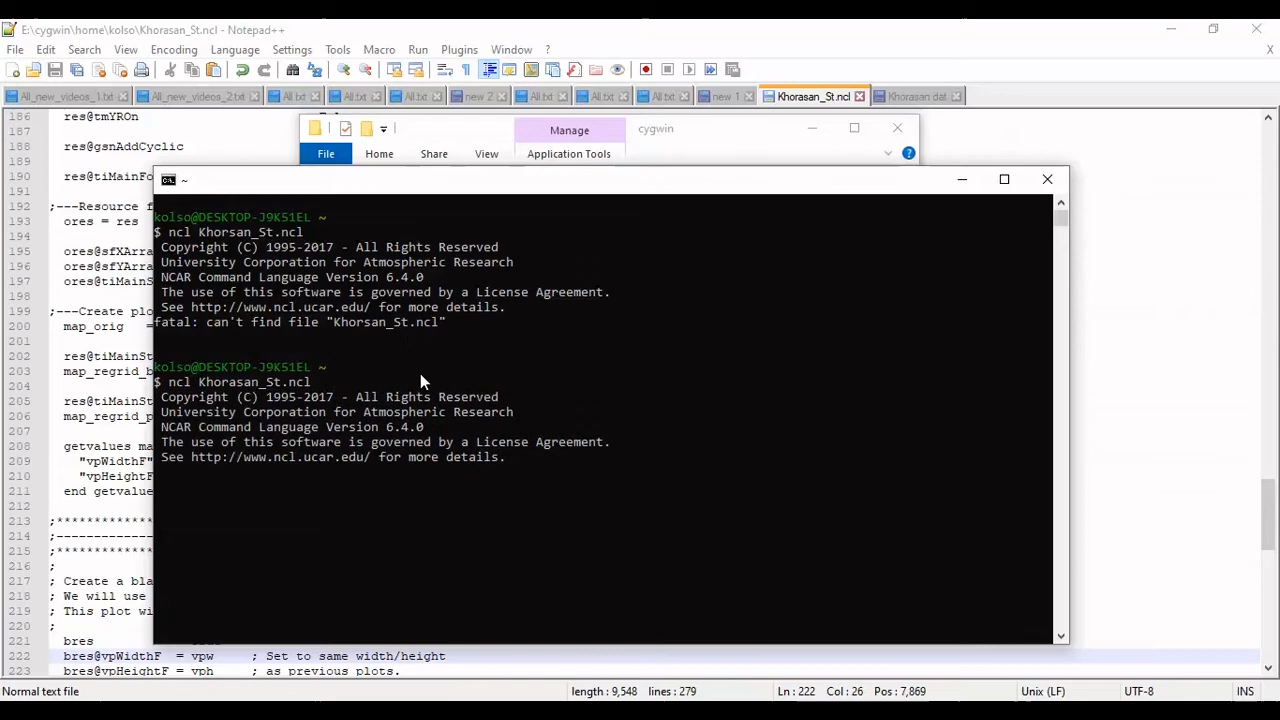 E:\cygwin\home\kolso\Khorasan_St.ncl - Notepad++
File Edit Search View Encoding Language Settings Tools Macro Run Plugins Window ? X
All_new_videos_1.txt All_new_videos_2.txt All.txt All.txt All.txt new 2 All.txt All.txt All.txt new 1 Khorasan_St.ncl Khorasan dat
186 res@tmYROn
187
188 res@gsnAddCyclic
189
190 res@tiMainFo
191
192 ;---Resource f
193 ores = res
194
195 ores@sfXArra
196 ores@sfYArra
197 ores@tiMainS
198
199 ;---Create plo
200 map_orig =
201
202 res@tiMainSt
203 map_regrid_b
204
205 res@tiMainSt
206 map_regrid_p
207
208 getvalues ma
209 "vpWidthF"
210 "vpHeightF
211 end getvalue
212
213 ;*************
214 ;-------------
215 ;*************
216 ;
217 ; Create a bla
218 ; We will use
219 ; This plot wi
220 ;
221 bres
222 bres@vpWidthF = vpw ; Set to same width/height
223 bres@vpHeightF = vph ; as previous plots.
Manage cygwin
File Home Share View Application Tools
~
kolso@DESKTOP-J9K51EL ~
$ ncl Khorsan_St.ncl
Copyright (C) 1995-2017 - All Rights Reserved
University Corporation for Atmospheric Research
NCAR Command Language Version 6.4.0
The use of this software is governed by a License Agreement.
See http://www.ncl.ucar.edu/ for more details.
fatal: can't find file "Khorsan_St.ncl"
kolso@DESKTOP-J9K51EL ~
$ ncl Khorasan_St.ncl
Copyright (C) 1995-2017 - All Rights Reserved
University Corporation for Atmospheric Research
NCAR Command Language Version 6.4.0
The use of this software is governed by a License Agreement.
See http://www.ncl.ucar.edu/ for more details.
Normal text file length : 9,548 lines : 279 Ln : 222 Col : 26 Pos : 7,869 Unix (LF) UTF-8 INS